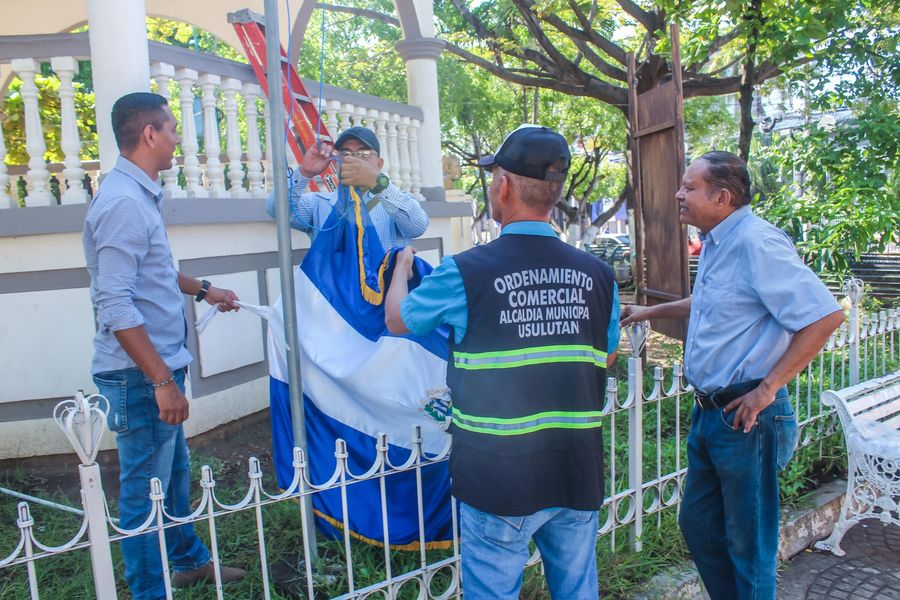 ORDENAMIENTO
COMERCIAL
ALCALDIA MUNICIPA
USULUTAN